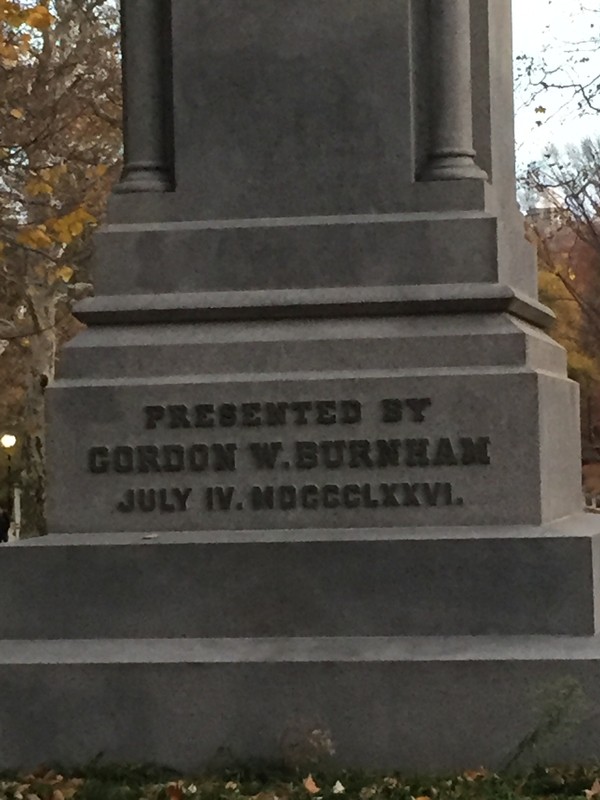 PRESENTED BY
GORDON W. BURNHAM
JULY IV. MDCCCLXXVI.